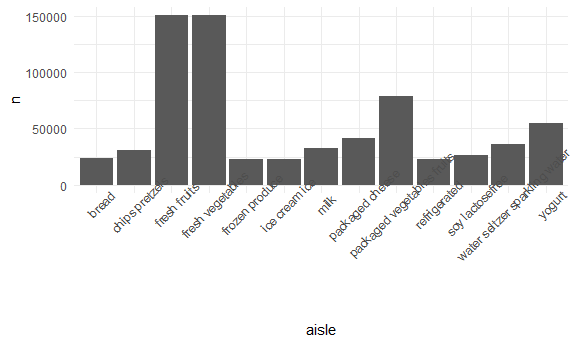 150000
100000
50000
0
n
bread
chips pretzels
fresh fruits
fresh vegetables
frozen produce
ice cream ice
milk
packaged cheese
packaged vegetables fruits
refrigerated
soy lactosefree
water seltzer sparkling water
yogurt
aisle